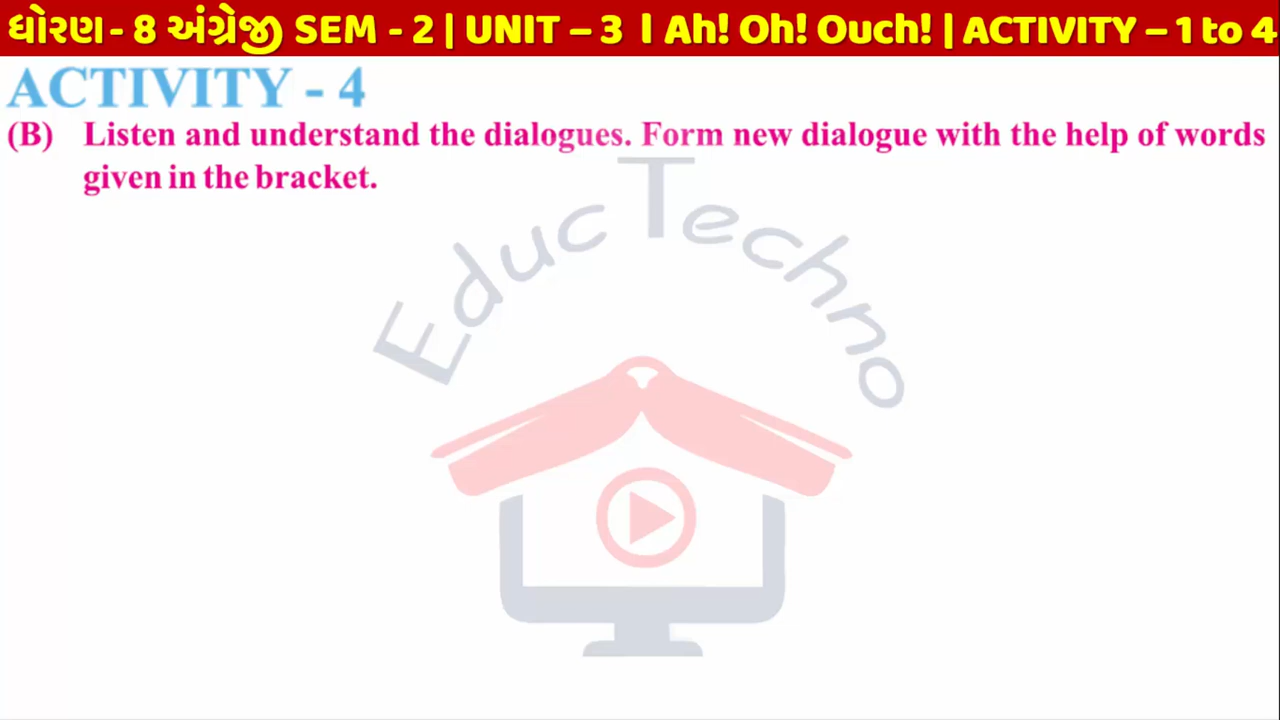 ધોરણ - 8 અંગ્રેજી SEM - 2 | UNIT – 3 | Ah! Oh! Ouch! | ACTIVITY – 1 to 4
ACTIVITY - 4
(B) Listen and understand the dialogues. Form new dialogue with the help of words
given in the bracket.
EducTechno